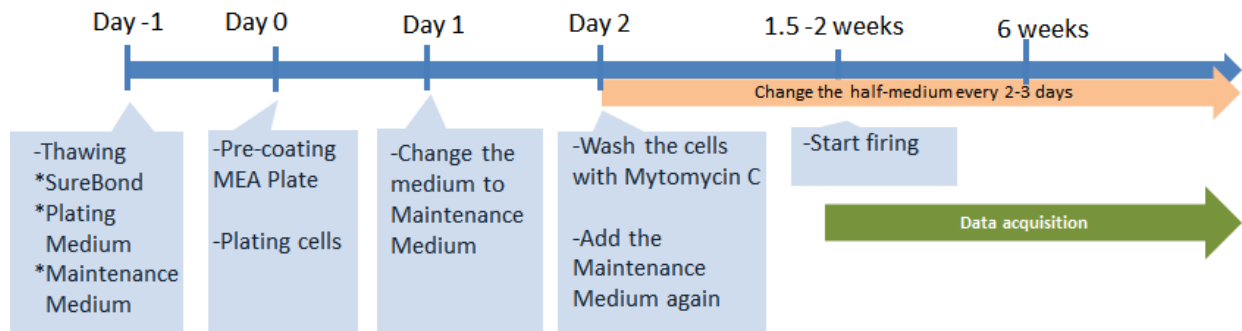 Day -1
Day 0
Day 1
Day 2
1.5 -2 weeks
6 weeks
Change the half-medium every 2-3 days
-Thawing
*SureBond
*Plating
Medium
*Maintenance
Medium
-Pre-coating
MEA Plate
-Plating cells
-Change the
medium to
Maintenance
Medium
-Wash the cells
with Mytomycin C
-Add the
Maintenance
Medium again
-Start firing
Data acquisition